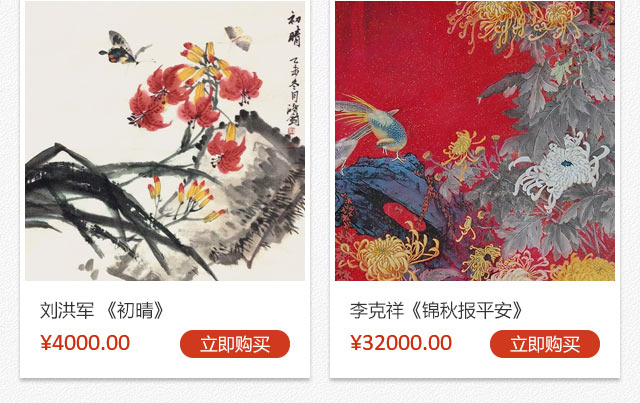 初晴
刘洪军 《初晴》
¥4000.00
立即购买
李克祥《锦秋报平安》
¥32000.00
立即购买